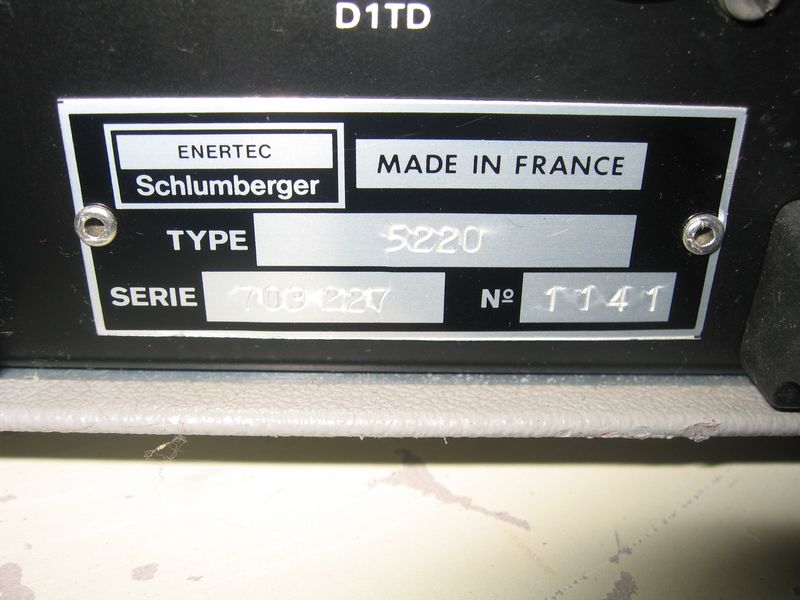 D1TD
ENERTEC
Schlumberger
MADE IN FRANCE
TYPE 5220
SERIE 703 227 Nº 1141